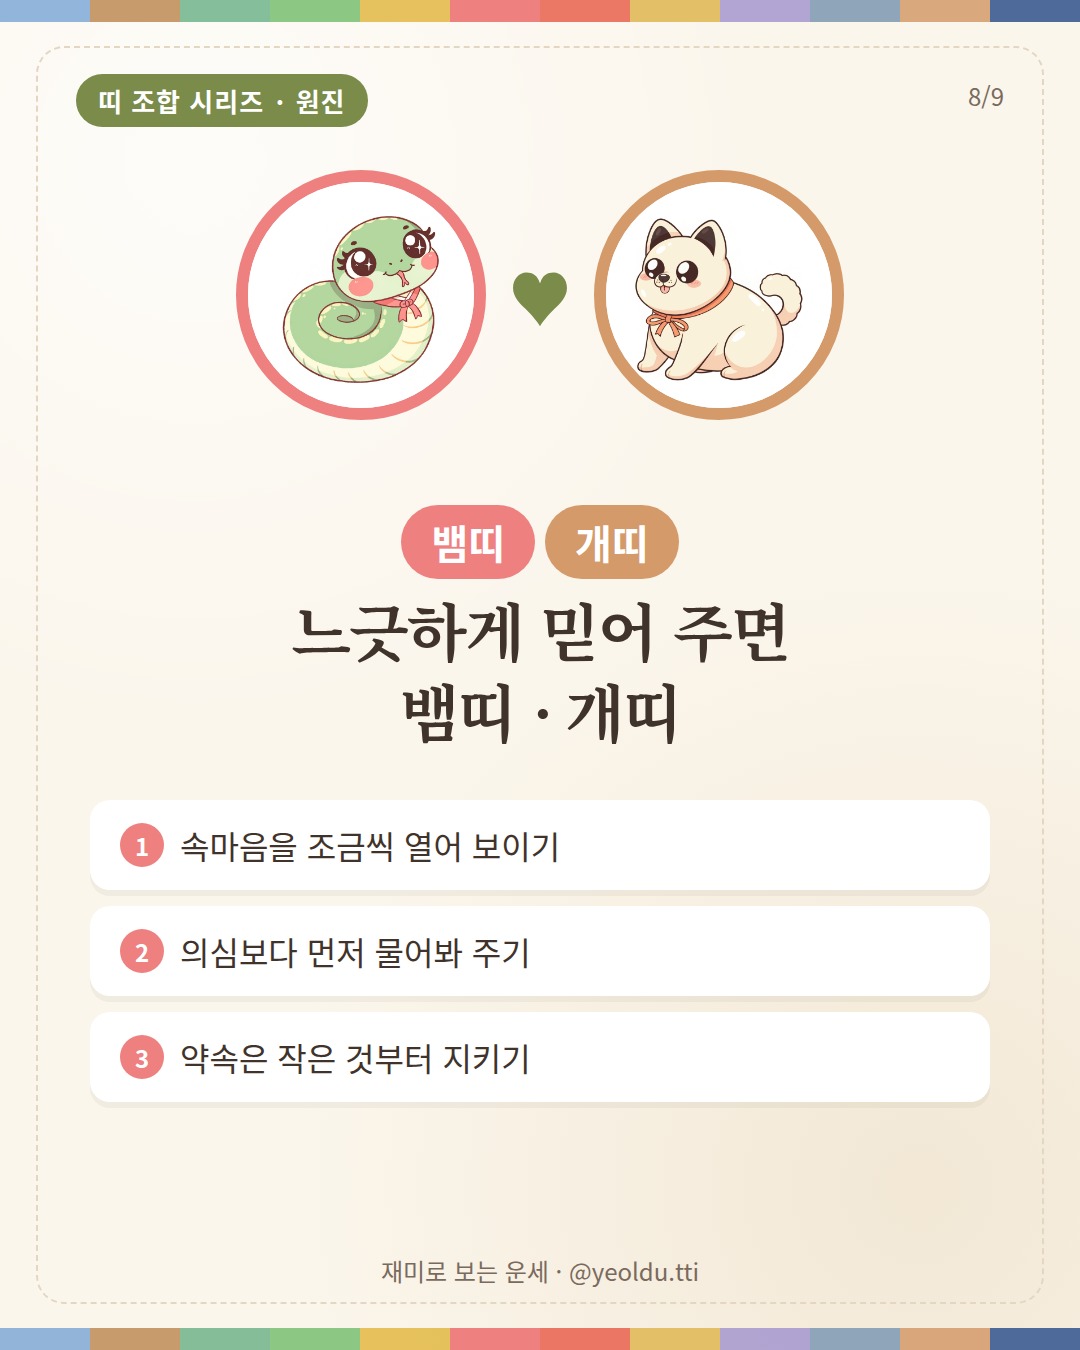 띠 조합 시리즈 · 원진
8/9
뱀띠 개띠
느긋하게 믿어 주면
뱀띠 · 개띠
1 속마음을 조금씩 열어 보이기
2 의심보다 먼저 물어봐 주기
3 약속은 작은 것부터 지키기
재미로 보는 운세 · @yeoldu.tti